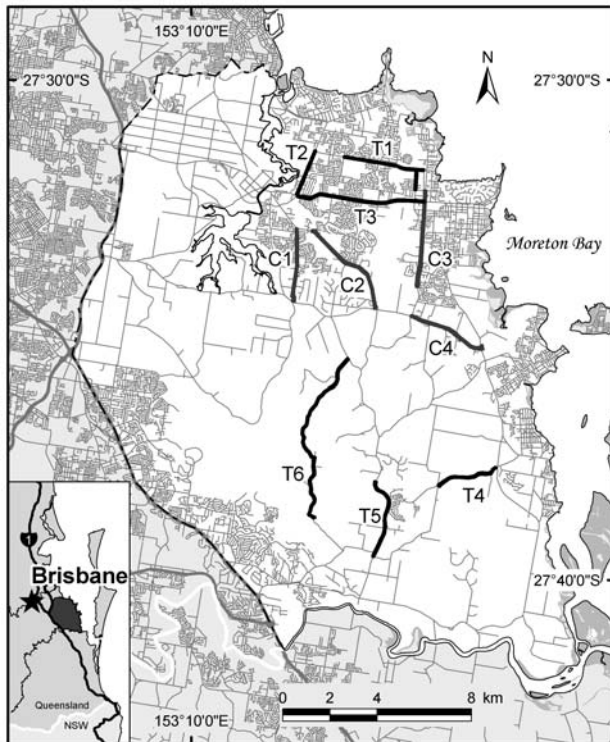 153°10'0"E
27°30'0"S
N
27°30'0"S
T2
T1
T3
Moreton Bay
C1
C2
C3
C4
T6
T5
T4
1
Brisbane
27°40'0"S
Queensland
NSW
0 2 4 8 km
153°10'0"E